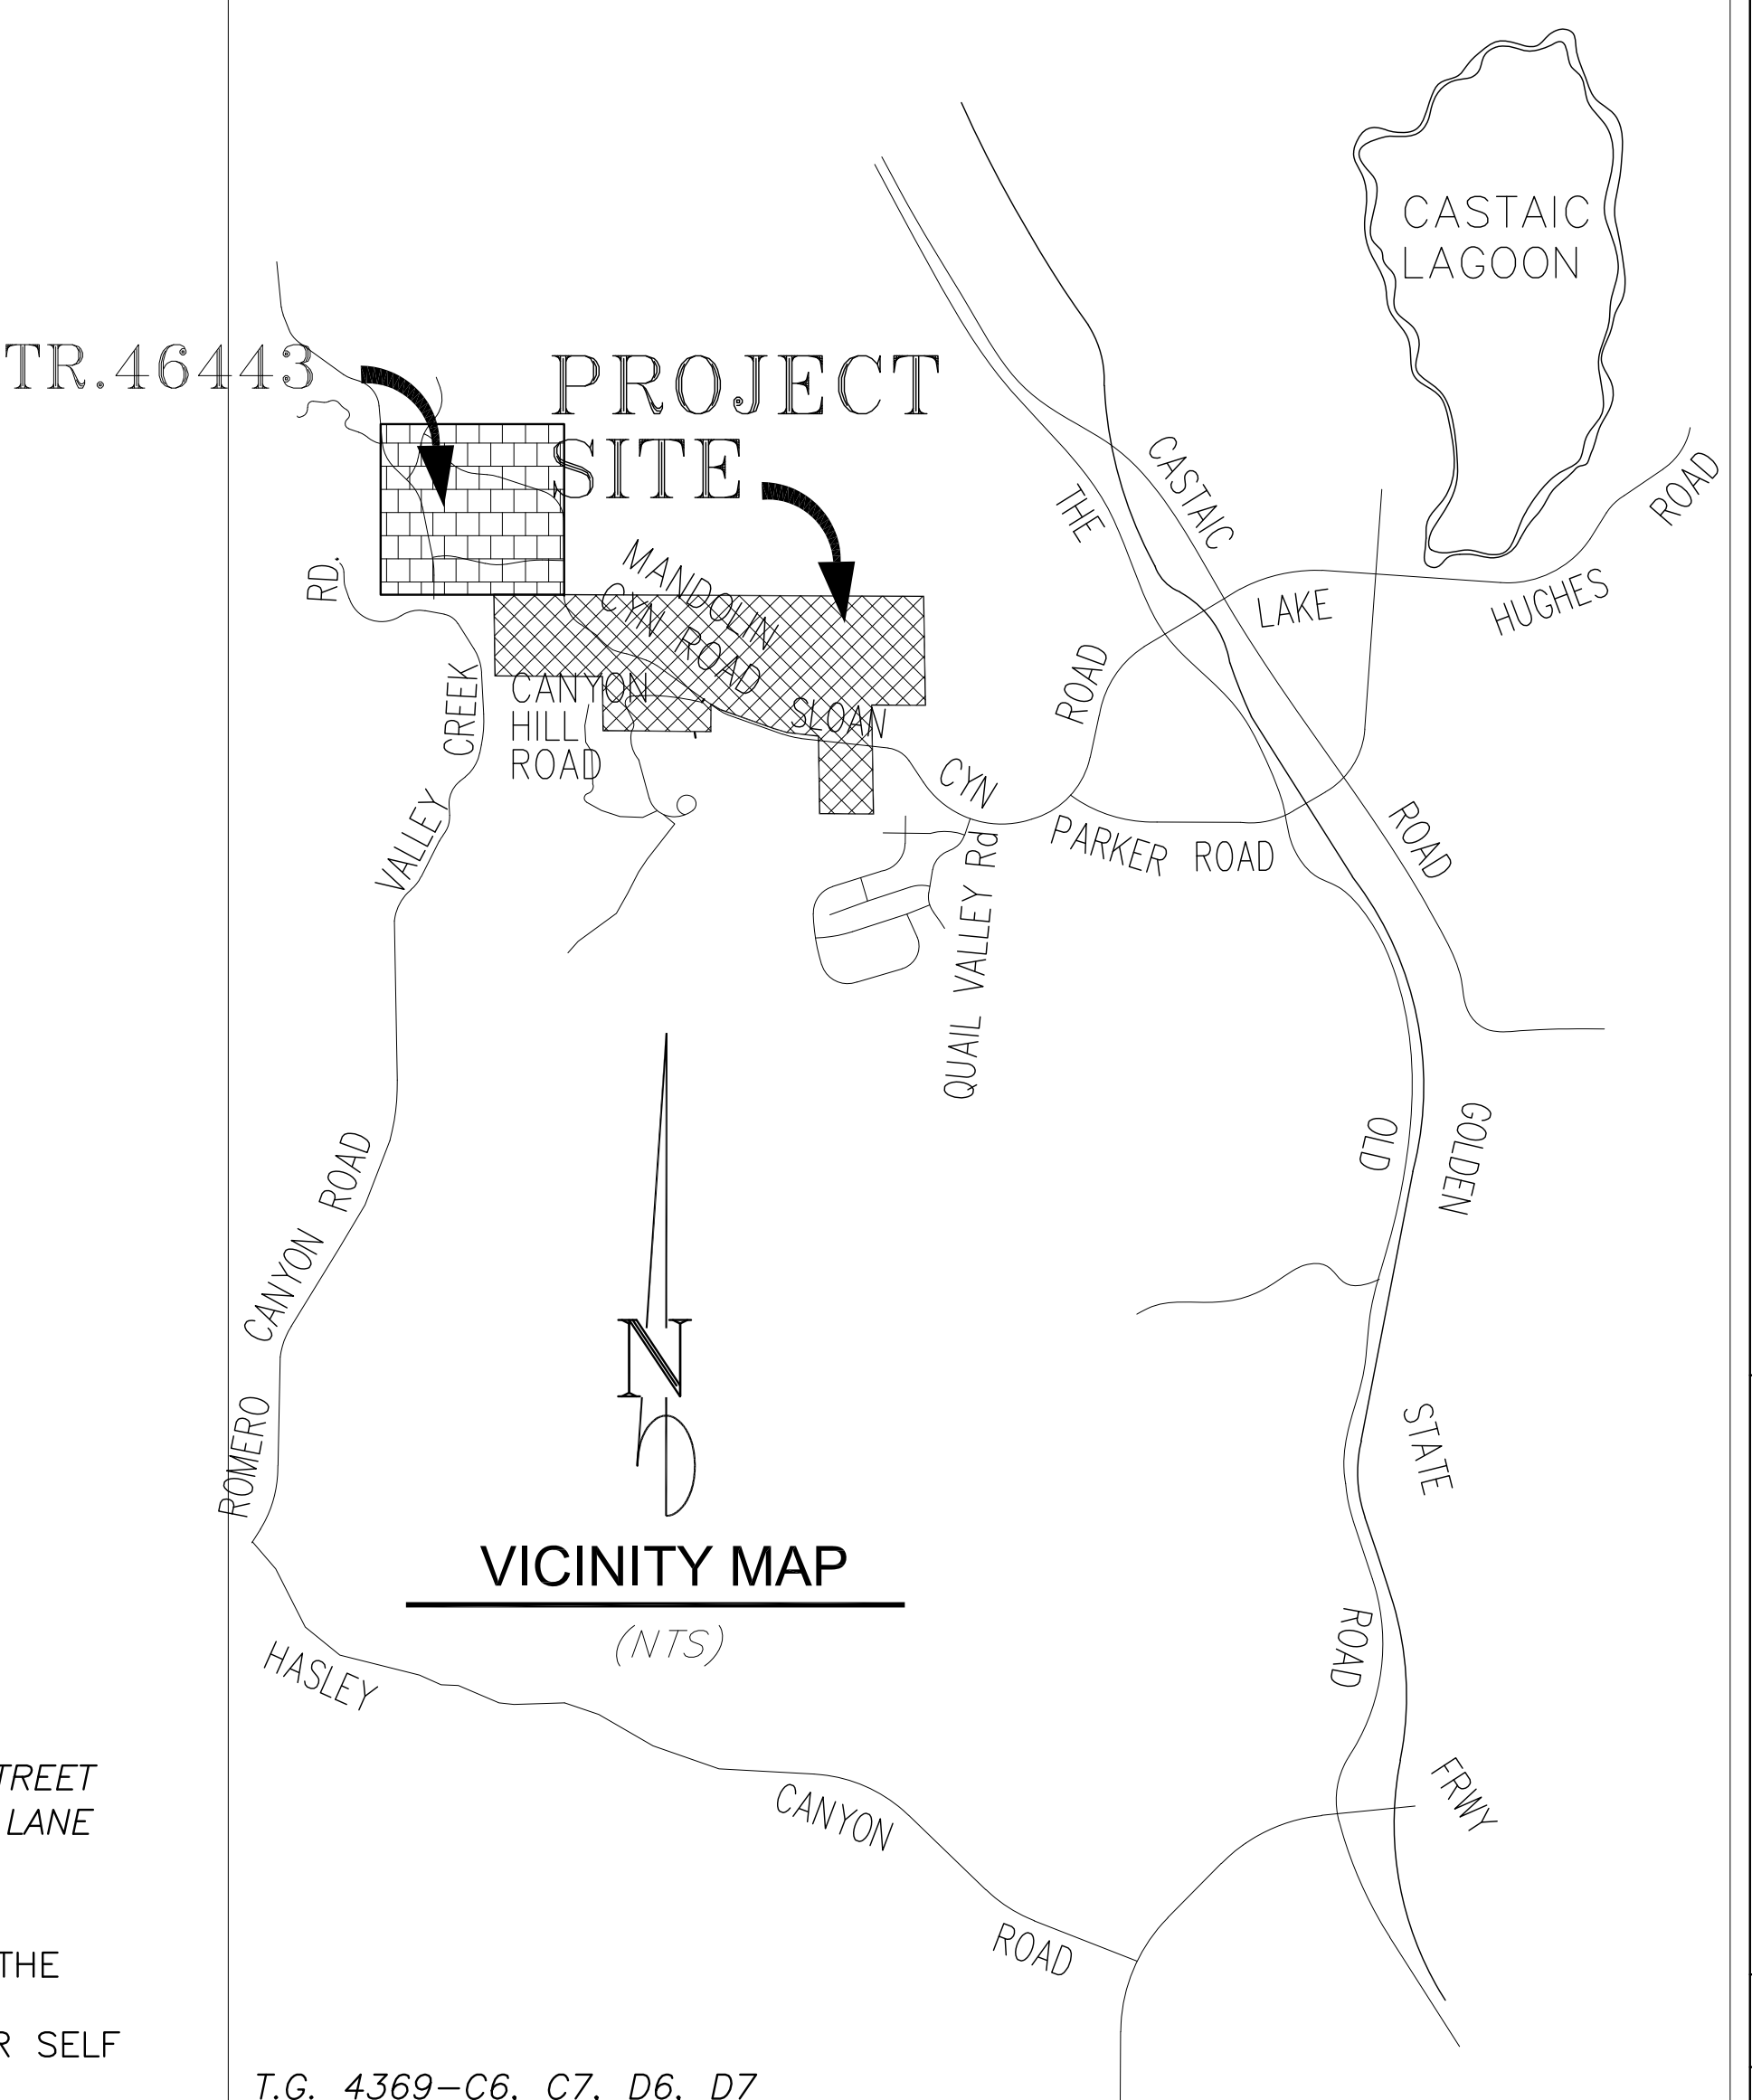 CASTAIC
LAGOON
TR.46443
PROJECT
SITE
CASTAIC
ROAD
THE
OLD
ROAD
LAKE
HUGHES
ROAD
MANDOLIN
CYN ROAD
SLOAN
CYN
ROAD
CANYON
HILL
ROAD
PARKER ROAD
QUAIL VALLEY Rd
ROMERO
CANYON ROAD
VALLEY
CREEK
RD.
GOLDEN
STATE
FRWY
N
VICINITY MAP
(NTS)
HASLEY
CANYON
ROAD
LANE
THE
SELF
T.G. 4369-C6, C7, D6, D7